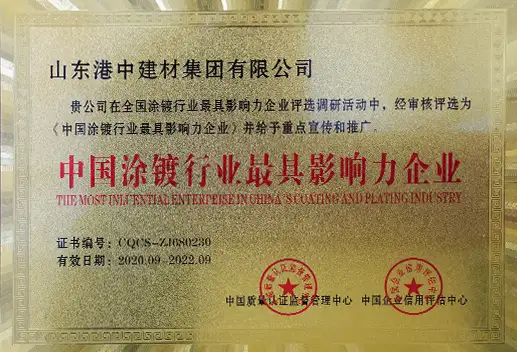 山东港中建材集团有限公司
贵公司在全国涂镀行业最具影响力企业评选调研活动中，经审核评选为
《中国涂镀行业最具影响力企业》并给予重点宣传和推广。
中国涂镀行业最具影响力企业
THE MOST INFLUENTIAL ENTERPRISE IN CHINA'S COATING AND PLATING INDUSTRY
证书编号：CQCS-ZJ080230
有效日期：2020.09-2022.09
中国质量认证监督管理中心 中国企业信用评估中心